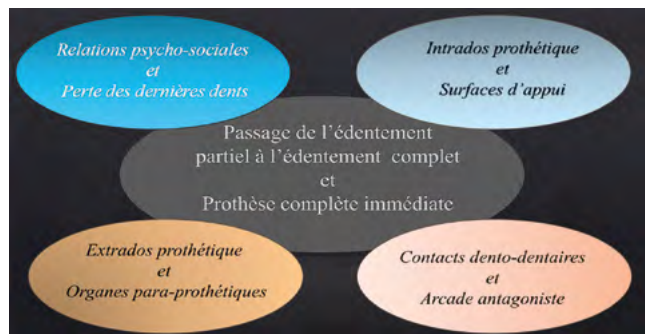 Relations psycho-sociales
et
Perte des dernières dents
Intrados prothétique
et
Surfaces d'appui
Passage de l'édentement
partiel à l'édentement complet
et
Prothèse complète immédiate
Extrados prothétique
et
Organes para-prothétiques
Contacts dento-dentaires
et
Arcade antagoniste